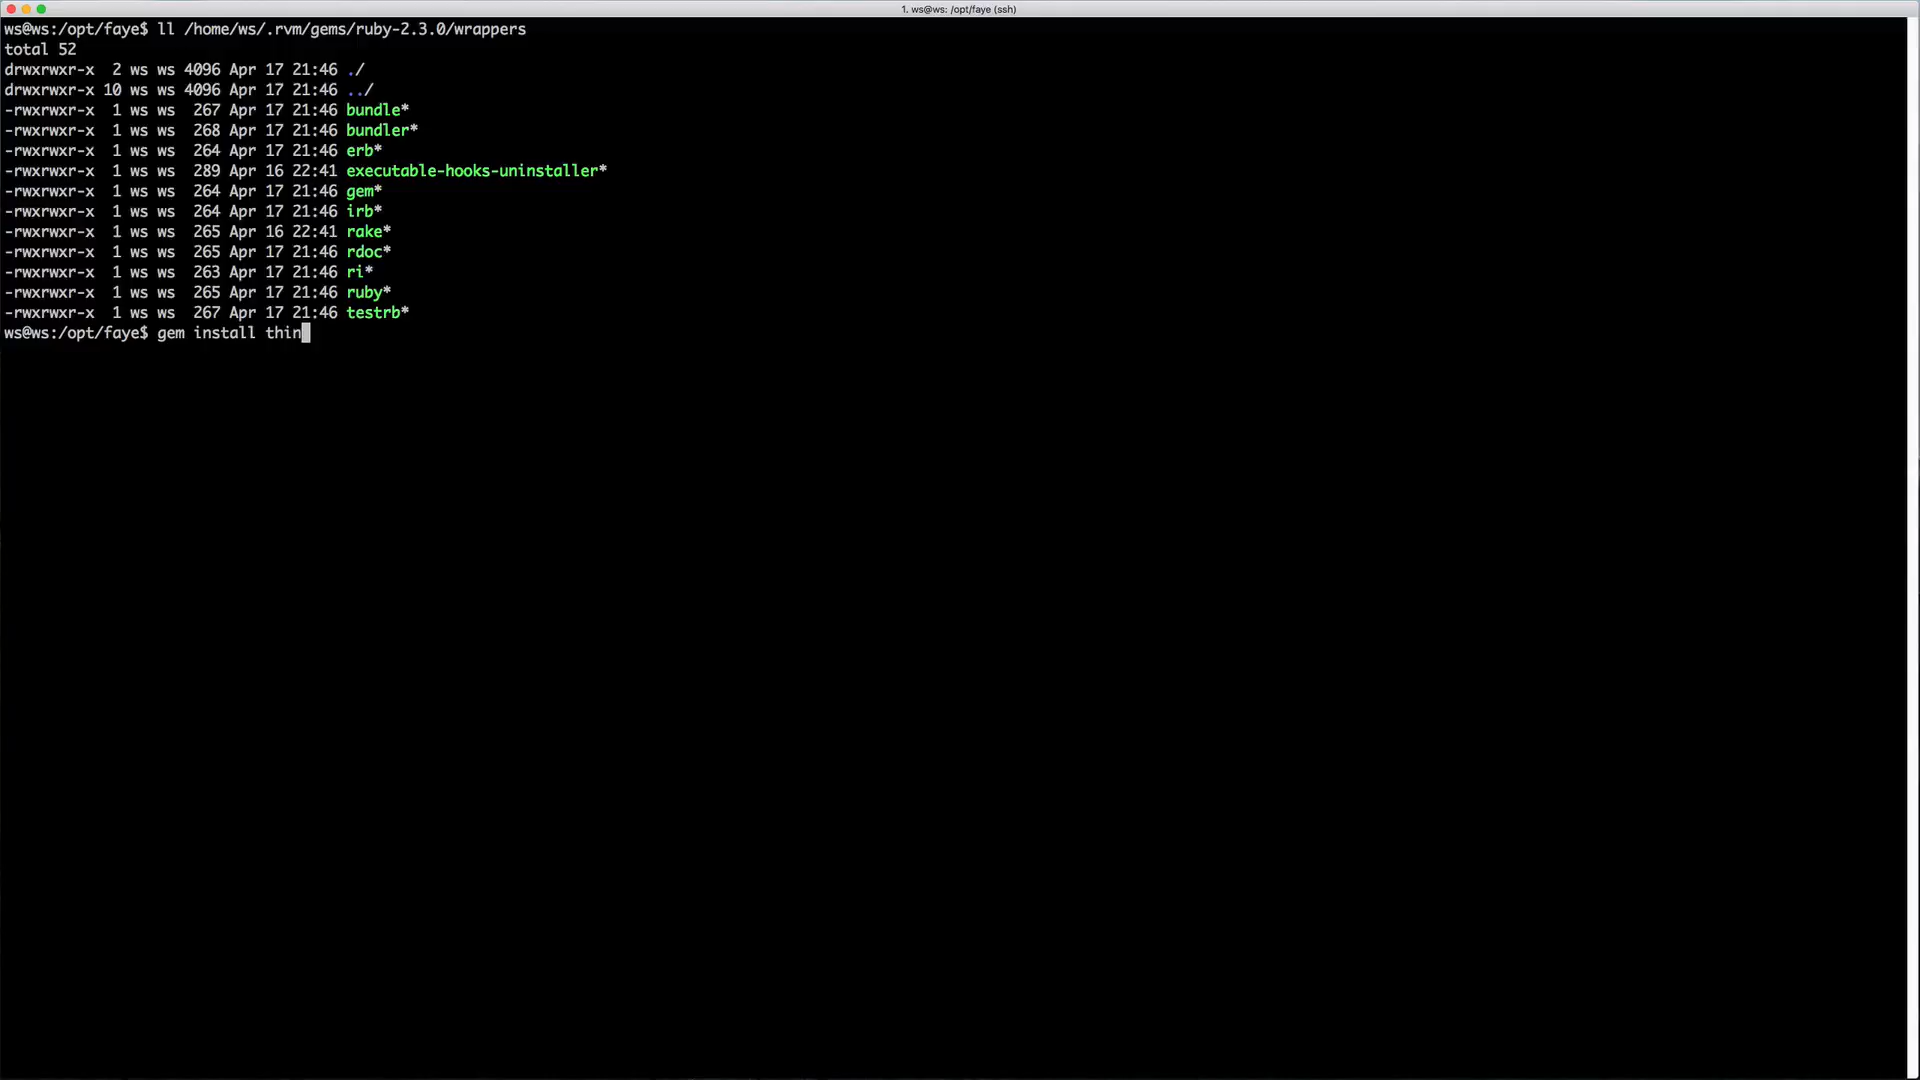 1. ws@ws: /opt/faye (ssh)
ws@ws:/opt/faye$ ll /home/ws/.rvm/gems/ruby-2.3.0/wrappers
total 52
drwxrwxr-x  2 ws ws 4096 Apr 17 21:46 ./
drwxrwxr-x 10 ws ws 4096 Apr 17 21:46 ../
-rwxrwxr-x  1 ws ws  267 Apr 17 21:46 bundle*
-rwxrwxr-x  1 ws ws  268 Apr 17 21:46 bundler*
-rwxrwxr-x  1 ws ws  264 Apr 17 21:46 erb*
-rwxrwxr-x  1 ws ws  289 Apr 16 22:41 executable-hooks-uninstaller*
-rwxrwxr-x  1 ws ws  264 Apr 17 21:46 gem*
-rwxrwxr-x  1 ws ws  264 Apr 17 21:46 irb*
-rwxrwxr-x  1 ws ws  265 Apr 16 22:41 rake*
-rwxrwxr-x  1 ws ws  265 Apr 17 21:46 rdoc*
-rwxrwxr-x  1 ws ws  263 Apr 17 21:46 ri*
-rwxrwxr-x  1 ws ws  265 Apr 17 21:46 ruby*
-rwxrwxr-x  1 ws ws  267 Apr 17 21:46 testrb*
ws@ws:/opt/faye$ gem install thin